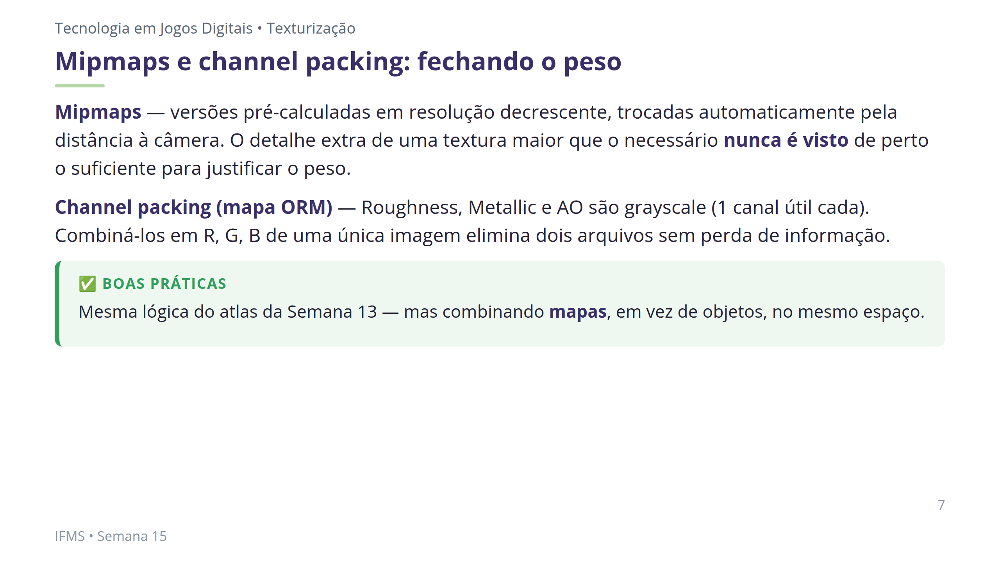 Tecnologia em Jogos Digitais • Texturização
Mipmaps e channel packing: fechando o peso
Mipmaps — versões pré-calculadas em resolução decrescente, trocadas automaticamente pela
distância à câmera. O detalhe extra de uma textura maior que o necessário nunca é visto de perto
o suficiente para justificar o peso.
Channel packing (mapa ORM) — Roughness, Metallic e AO são grayscale (1 canal útil cada).
Combiná-los em R, G, B de uma única imagem elimina dois arquivos sem perda de informação.
✅ BOAS PRÁTICAS
Mesma lógica do atlas da Semana 13 — mas combinando mapas, em vez de objetos, no mesmo espaço.
7
IFMS • Semana 15